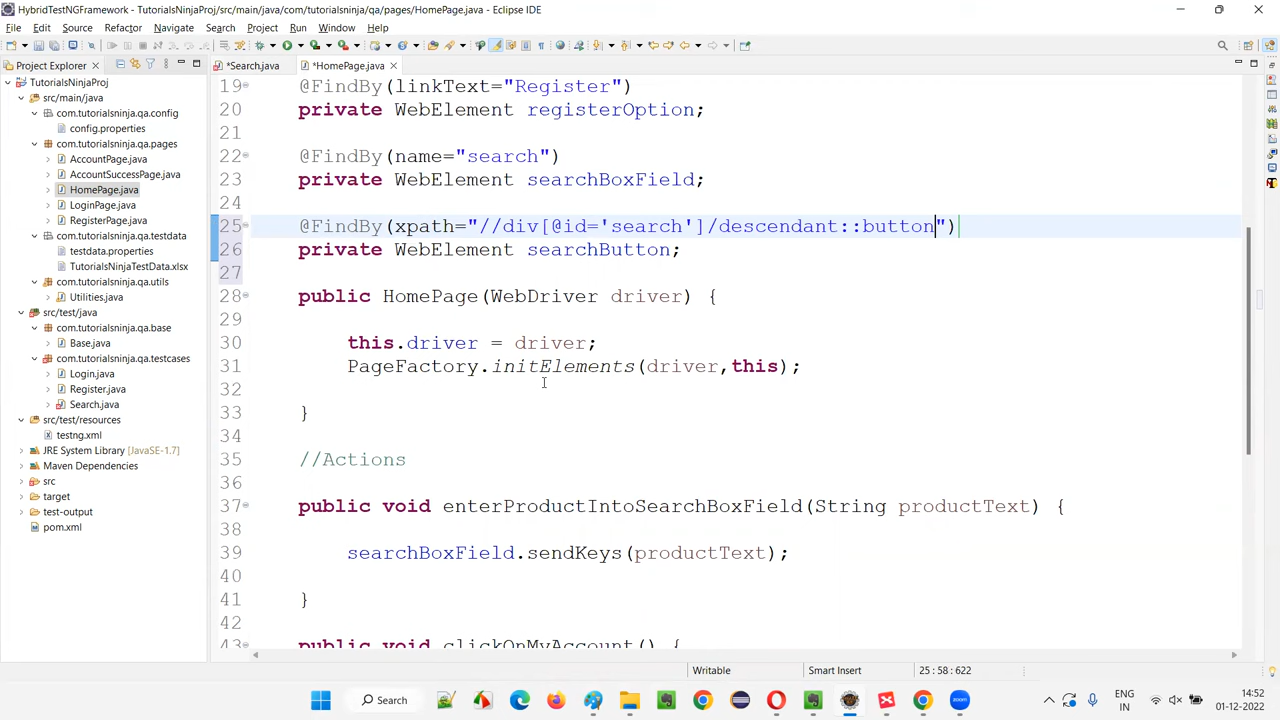 HybridTestNGFramework - TutorialsNinjaProj/src/main/java/com/tutorialsninja/qa/pages/HomePage.java - Eclipse IDE
File Edit Source Refactor Navigate Search Project Run Window Help
Project Explorer
*Search.java
*HomePage.java
TutorialsNinjaProj
src/main/java
com.tutorialsninja.qa.config
config.properties
com.tutorialsninja.qa.pages
AccountPage.java
AccountSuccessPage.java
HomePage.java
LoginPage.java
RegisterPage.java
com.tutorialsninja.qa.testdata
testdata.properties
TutorialsNinjaTestData.xlsx
com.tutorialsninja.qa.utils
Utilities.java
src/test/java
com.tutorialsninja.qa.base
Base.java
com.tutorialsninja.qa.testcases
Login.java
Register.java
Search.java
src/test/resources
testng.xml
JRE System Library [JavaSE-1.7]
Maven Dependencies
src
target
test-output
pom.xml
19 @FindBy(linkText="Register")
20 private WebElement registerOption;
21
22 @FindBy(name="search")
23 private WebElement searchBoxField;
24
25 @FindBy(xpath="//div[@id='search']/descendant::button")
26 private WebElement searchButton;
27
28 public HomePage(WebDriver driver) {
29
30 this.driver = driver;
31 PageFactory.initElements(driver,this);
32
33 }
34
35 //Actions
36
37 public void enterProductIntoSearchBoxField(String productText) {
38
39 searchBoxField.sendKeys(productText);
40
41 }
42
43 public void clickOnMyAccount() {
Writable
Smart Insert
25 : 58 : 622
Search
ENG
IN
14:52
01-12-2022